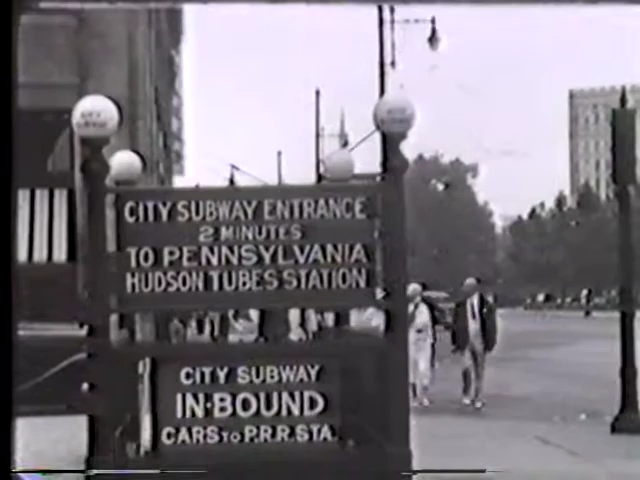 CITY SUBWAY ENTRANCE
2 MINUTES
TO PENNSYLVANIA
HUDSON TUBES STATION
CITY SUBWAY
IN-BOUND
CARS TO P.R.R. STA.